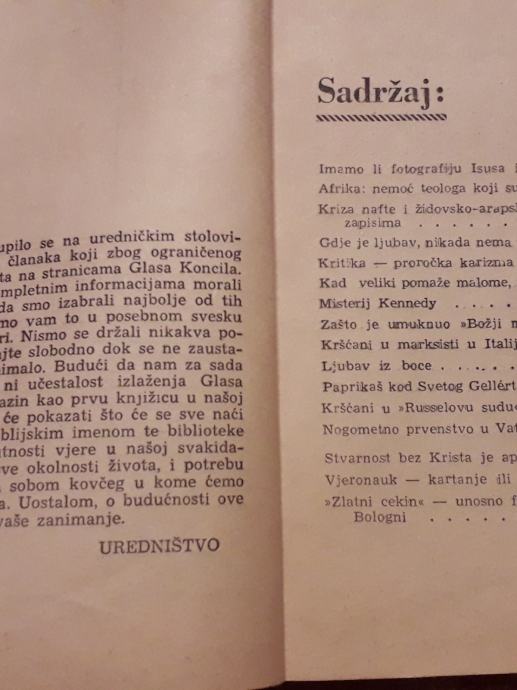 upilo se na uredničkim stolovi-
članaka koji zbog ograničenog
ta na stranicama Glasa Koncila.
mpletnim informacijama morali
da smo izabrali najbolje od tih
mo vam to u posebnom svesku
ri. Nismo se držali nikakva po-
ajte slobodno dok se ne zausta-
nimalo. Budući da nam za sada
ni učestalost izlaženja Glasa
azin kao prvu knjižicu u našoj
će pokazati što će se sve naći
blijskim imenom te biblioteke
utnosti vjere u našoj svakida-
ve okolnosti života, i potrebu
sobom kovčeg u kome ćemo
a. Uostalom, o budućnosti ove
vaše zanimanje.
UREDNIŠTVO
Sadržaj:
Imamo li fotografiju Isusa i
Afrika: nemoć teologa koji su
Kriza nafte i židovsko-arapsk
zapisima . . . . . .
Gdje je ljubav, nikada nema
Kritika — proročka karizma
Kad veliki pomaže malome,
Misterij Kennedy . . . .
Zašto je umuknuo »Božji m
Kršćani u marksisti u Italij
Ljubav iz boce . . . . .
Paprikaš kod Svetog Gellért
Kršćani u »Russelovu sudu
Nogometno prvenstvo u Vat
Stvarnost bez Krista je ap
Vjeronauk — kartanje ili
»Zlatni cekin« — unosno f
Bologni . . . . .